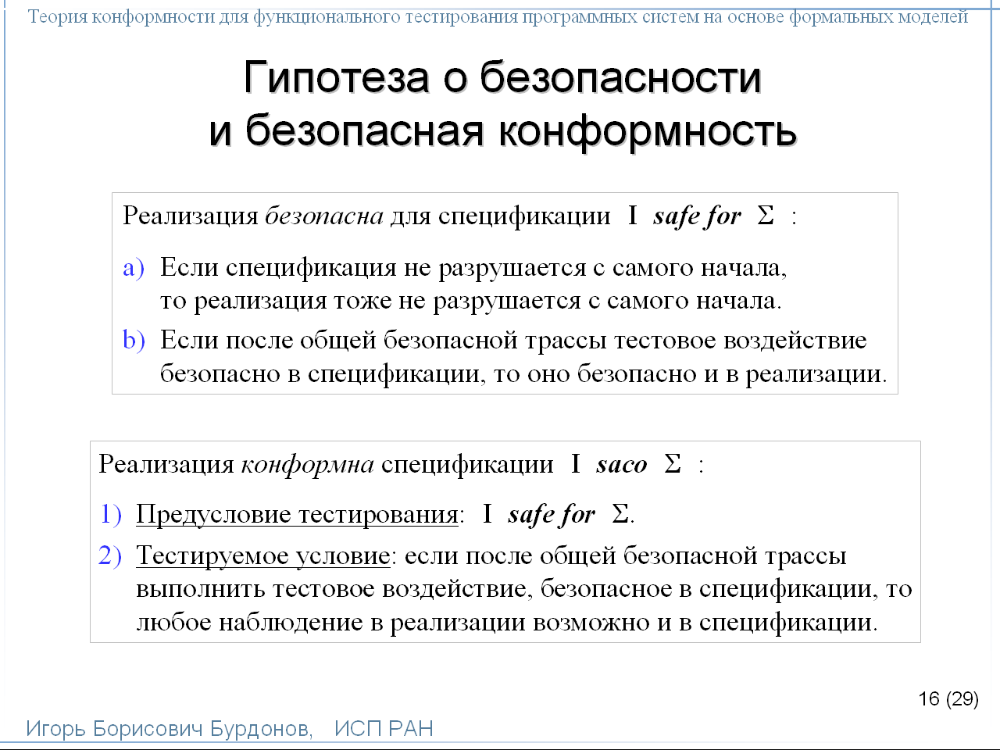 Теория конформности для функционального тестирования программных систем на основе формальных моделей
Гипотеза о безопасности
и безопасная конформность
Реализация безопасна для спецификации I safe for Σ :
a) Если спецификация не разрушается с самого начала,
то реализация тоже не разрушается с самого начала.
b) Если после общей безопасной трассы тестовое воздействие
безопасно в спецификации, то оно безопасно и в реализации.
Реализация конформна спецификации I saco Σ :
1) Предусловие тестирования: I safe for Σ.
2) Тестируемое условие: если после общей безопасной трассы
выполнить тестовое воздействие, безопасное в спецификации, то
любое наблюдение в реализации возможно и в спецификации.
16 (29)
Игорь Борисович Бурдонов, ИСП РАН